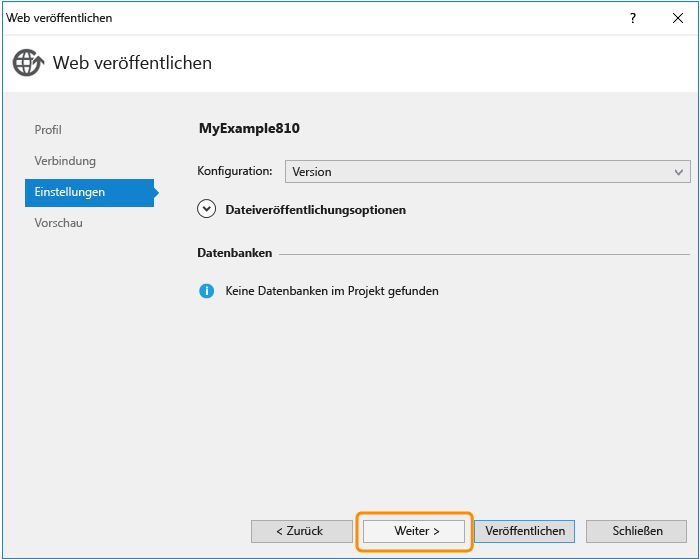 Web veröffentlichen
?
Web veröffentlichen
Profil
Verbindung
Einstellungen
Vorschau
MyExample810
Konfiguration: Version
Dateiveröffentlichungsoptionen
Datenbanken
Keine Datenbanken im Projekt gefunden
< Zurück Weiter > Veröffentlichen Schließen